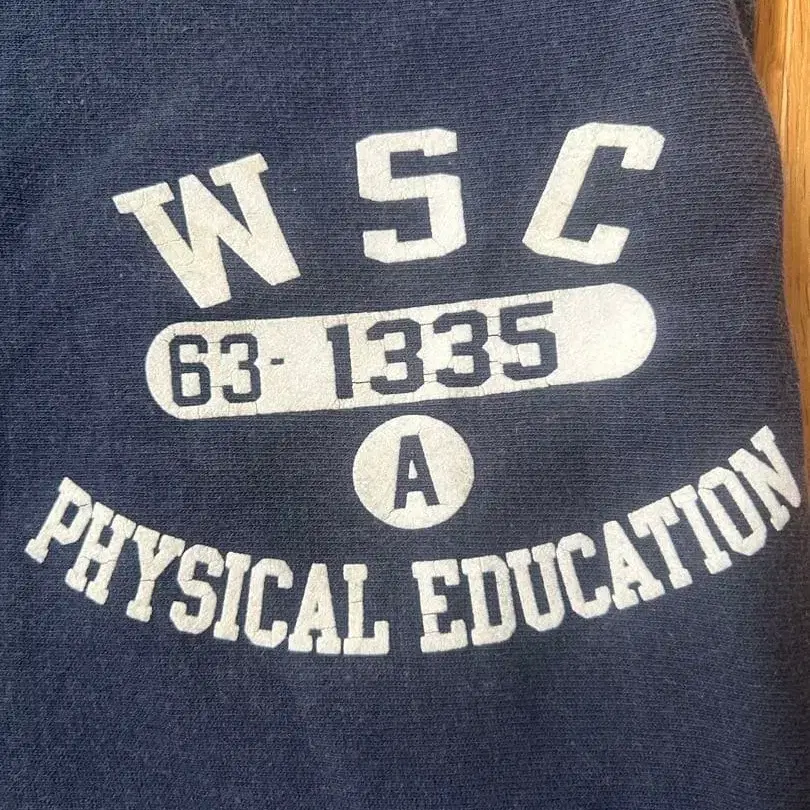 WSC
63-1335
A
PHYSICAL EDUCATION